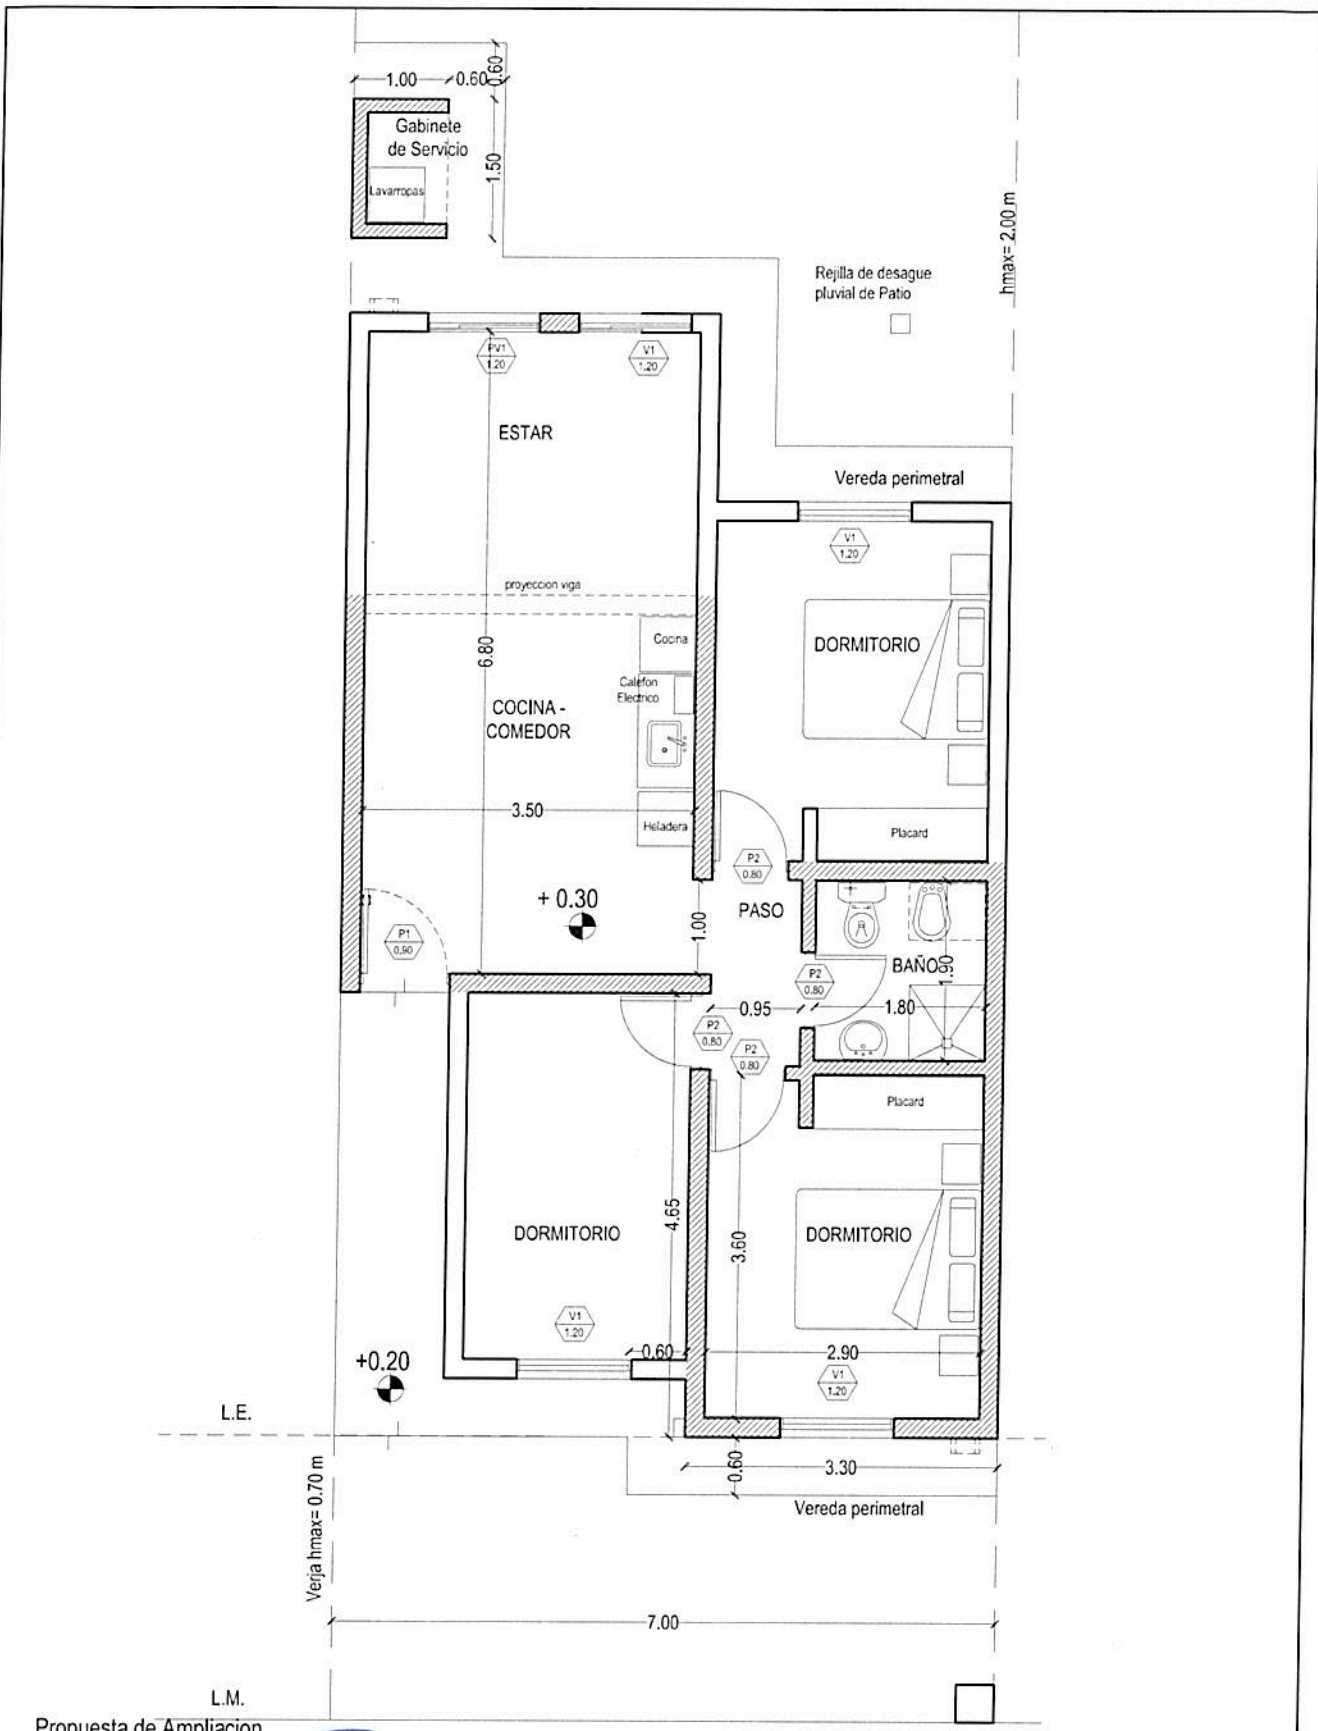 0.60
1.00
0.60
Gabinete
de Servicio
1.50
Lavarropas
hmax= 2.00 m
Rejilla de desague
pluvial de Patio
PV1
1.20
V1
1.20
ESTAR
Vereda perimetral
V1
1.20
proyeccion viga
Cocina
DORMITORIO
6.80
Calefon
Electrico
COCINA -
COMEDOR
3.50
Heladera
Placard
P2
0.80
+ 0.30
PASO
1.00
P1
0.90
BAÑO
1.90
P2
0.80
0.95
1.80
P2
0.80
P2
0.80
Placard
4.65
DORMITORIO
3.60
DORMITORIO
V1
1.20
0.60
2.90
+0.20
V1
1.20
L.E.
0.60
3.30
Vereda perimetral
Verja hmax= 0.70 m
7.00
L.M.
Propuesta de Ampliacion